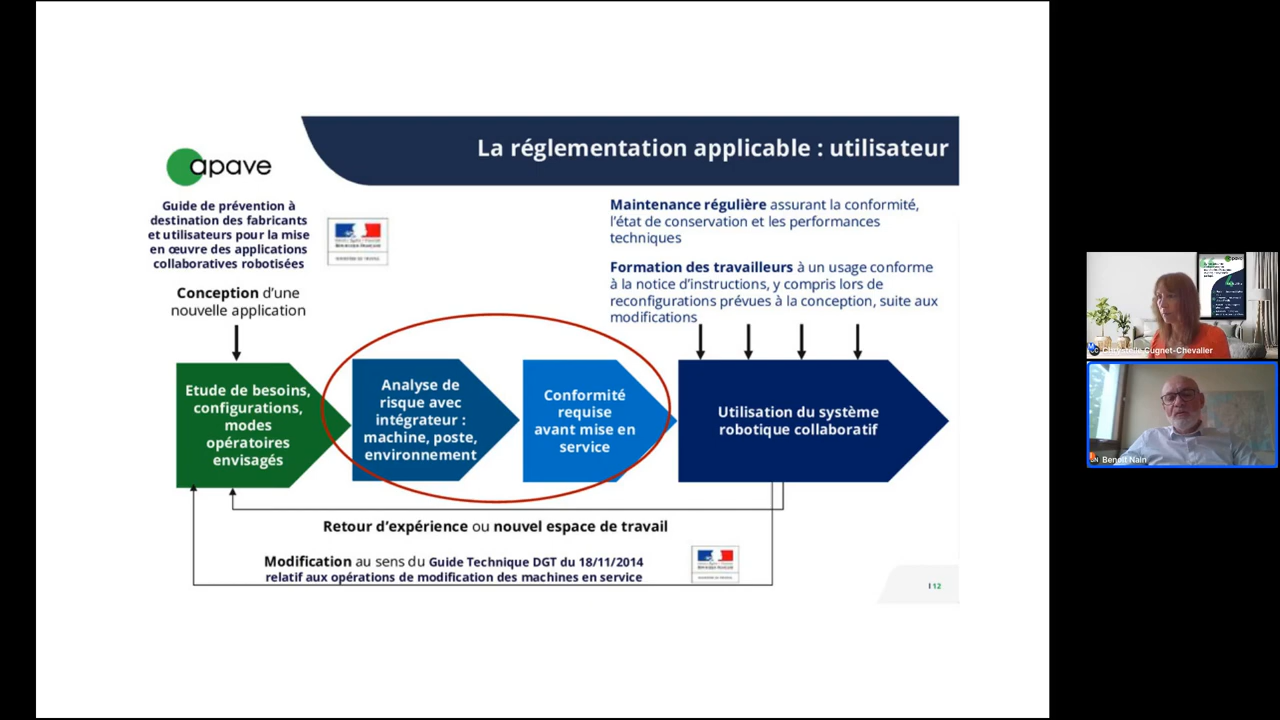 apave
La réglementation applicable : utilisateur
Guide de prévention à
destination des fabricants
et utilisateurs pour la mise
en œuvre des applications
collaboratives robotisées
Maintenance régulière assurant la conformité,
l'état de conservation et les performances
techniques
Formation des travailleurs à un usage conforme
à la notice d'instructions, y compris lors de
reconfigurations prévues à la conception, suite aux
modifications
Conception d'une
nouvelle application
Etude de besoins,
configurations,
modes
opératoires
envisagés
Analyse de
risque avec
intégrateur :
machine, poste,
environnement
Conformité
requise
avant mise en
service
Utilisation du système
robotique collaboratif
Retour d'expérience ou nouvel espace de travail
Modification au sens du Guide Technique DGT du 18/11/2014
relatif aux opérations de modification des machines en service
I 12
Cugnet-Chevalier
Benoît Nain